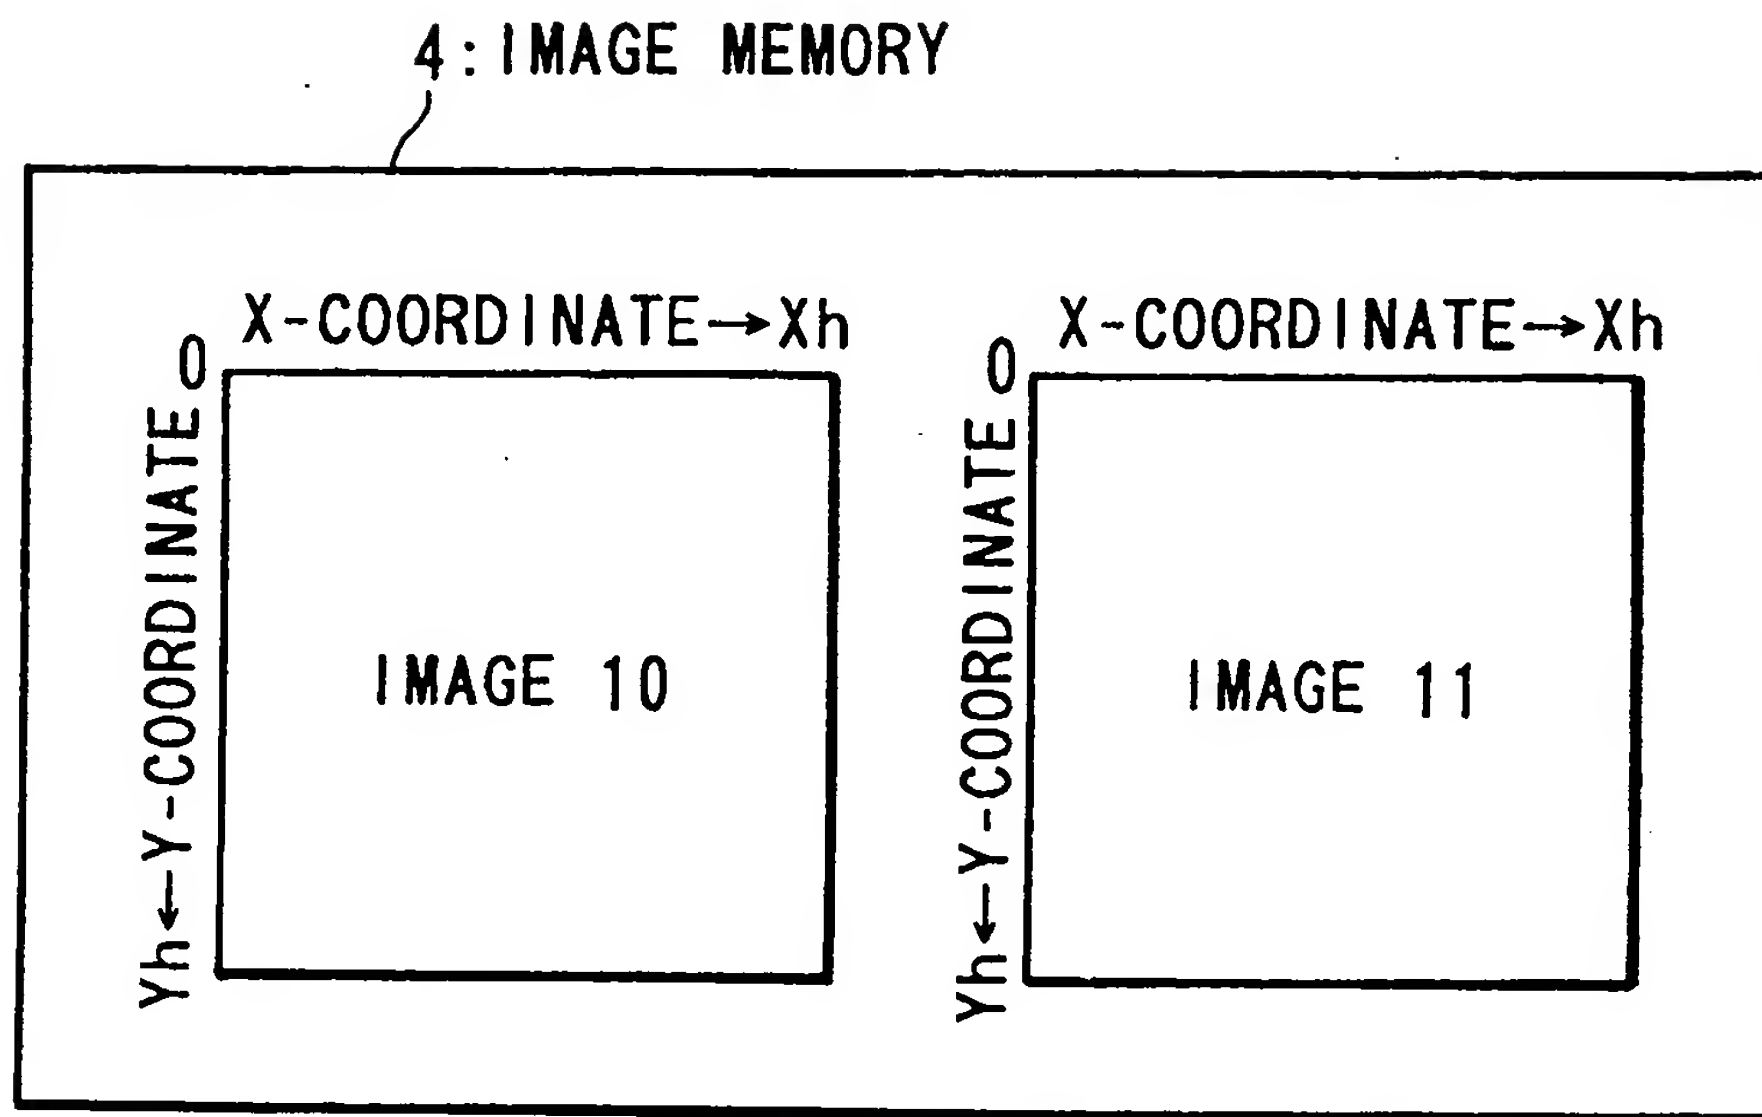 4: IMAGE MEMORY
X-COORDINATE→Xh
0
Yh←Y-COORDINATE
IMAGE 10
X-COORDINATE→Xh
0
Yh←Y-COORDINATE
IMAGE 11